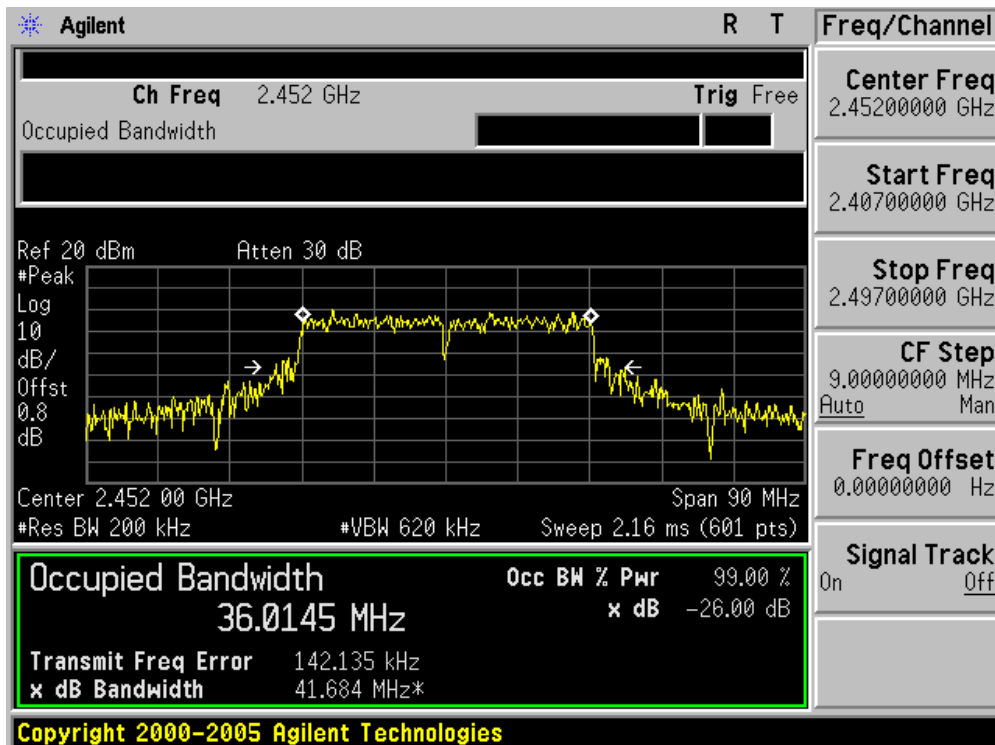 Agilent R T
Ch Freq 2.452 GHz Trig Free
Occupied Bandwidth
Ref 20 dBm Atten 30 dB
#Peak
Log
10
dB/
Offst
0.8
dB
Center 2.452 00 GHz Span 90 MHz
#Res BW 200 kHz #VBW 620 kHz Sweep 2.16 ms (601 pts)
Occupied Bandwidth
36.0145 MHz
Occ BW % Pwr 99.00 %
x dB -26.00 dB
Transmit Freq Error 142.135 kHz
x dB Bandwidth 41.684 MHz*
Copyright 2000-2005 Agilent Technologies
Freq/Channel
Center Freq
2.45200000 GHz
Start Freq
2.40700000 GHz
Stop Freq
2.49700000 GHz
CF Step
9.00000000 MHz
Auto Man
Freq Offset
0.00000000 Hz
Signal Track
On Off